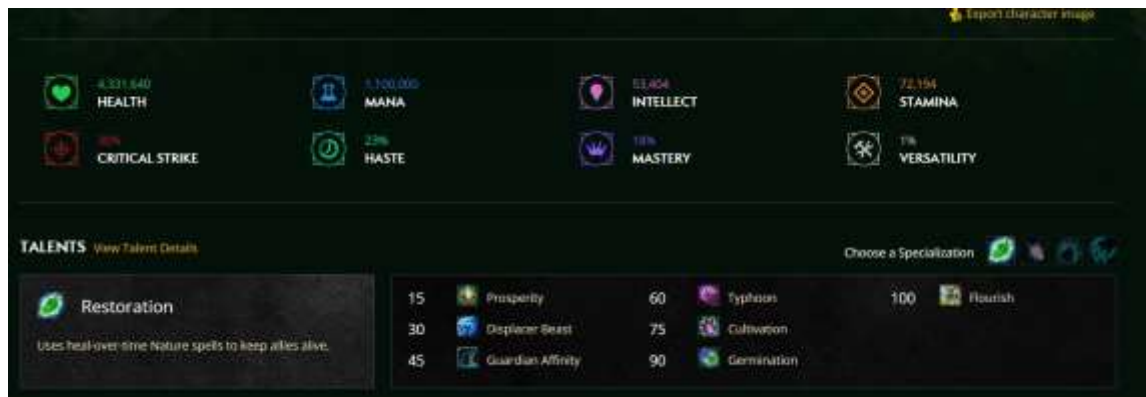 Export character image
4,331,640
HEALTH
1,100,000
MANA
53,404
INTELLECT
72,194
STAMINA
CRITICAL STRIKE
23%
HASTE
18%
MASTERY
1%
VERSATILITY
TALENTS View Talent Details
Choose a Specialization
Restoration
Uses heal-over-time Nature spells to keep allies alive.
15 Prosperity
60 Typhoon
100 Flourish
30 Displacer Beast
75 Cultivation
45 Guardian Affinity
90 Germination